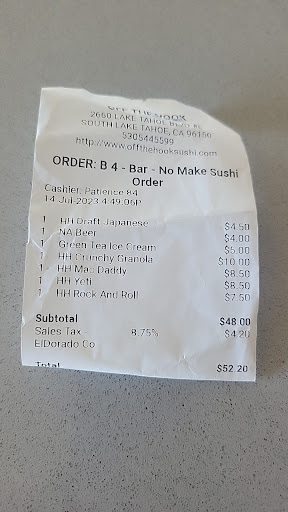 OFF THE HOOK
2660 LAKE TAHOE BLVD
SOUTH LAKE TAHOE, CA 96150
5305445599
http://www.offthehooksushi.com
ORDER: B 4 - Bar - No Make Sushi
Order
Cashier: Patience 84
14-Jul-2023 4:49:06P
1 HH Draft Japanese $4.50
1 NA Beer $4.00
1 Green Tea Ice Cream $5.00
1 HH Crunchy Granola $10.00
1 HH Mac Daddy $8.50
1 HH Yeti $8.50
1 HH Rock And Roll $7.50
Subtotal $48.00
Sales Tax - 8.75% $4.20
ElDorado Co
Total $52.20